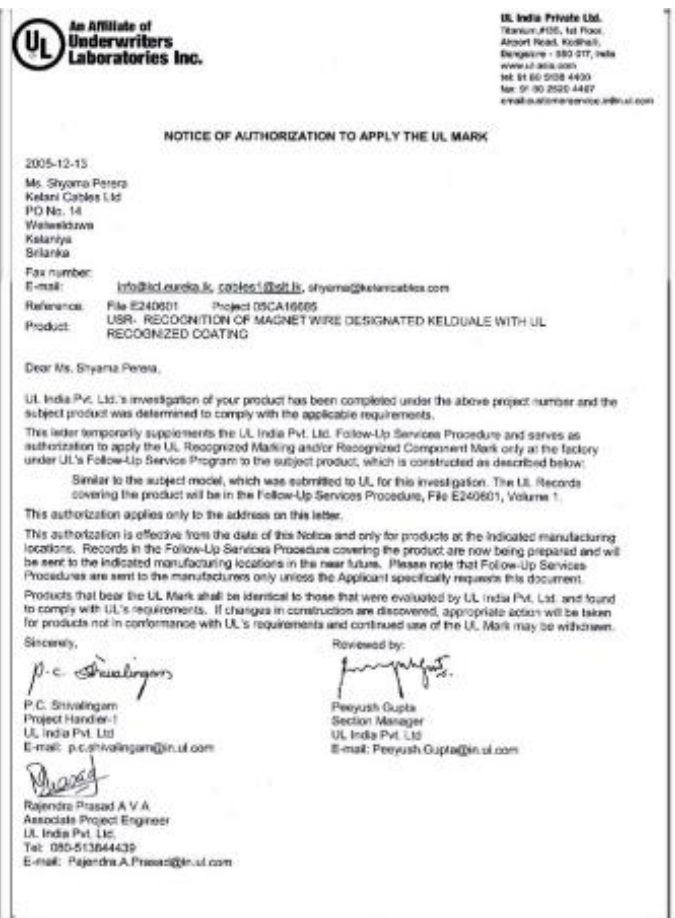 UL
An Affiliate of
Underwriters
Laboratories Inc.
UL India Private Ltd.
Titanium, #135, 1st Floor,
Airport Road, Kodihalli,
Bangalore - 560 017, India
www.ul-asia.com
tel: 91 80 5138 4400
fax: 91 80 2520 4407
email:customerservice.in@in.ul.com
NOTICE OF AUTHORIZATION TO APPLY THE UL MARK
2005-12-13
Ms. Shyama Perera
Kelani Cables Ltd
PO No. 14
Wewelduwa
Kelaniya
Srilanka
Fax number:
E-mail: info@kcl.eureka.lk, cables1@slt.lk, shyama@kelanicables.com
Reference: File E240601 Project 05CA16685
Product: USR- RECOGNITION OF MAGNET WIRE DESIGNATED KELDUALE WITH UL
RECOGNIZED COATING
Dear Ms. Shyama Perera,
UL India Pvt. Ltd.'s investigation of your product has been completed under the above project number and the
subject product was determined to comply with the applicable requirements.
This letter temporarily supplements the UL India Pvt. Ltd. Follow-Up Services Procedure and serves as
authorization to apply the UL Recognized Marking and/or Recognized Component Mark only at the factory
under UL's Follow-Up Service Program to the subject product, which is constructed as described below:
Similar to the subject model, which was submitted to UL for this investigation. The UL Records
covering the product will be in the Follow-Up Services Procedure, File E240601, Volume 1.
This authorization applies only to the address on this letter.
This authorization is effective from the date of this Notice and only for products at the indicated manufacturing
locations. Records in the Follow-Up Services Procedure covering the product are now being prepared and will
be sent to the indicated manufacturing locations in the near future. Please note that Follow-Up Services
Procedures are sent to the manufacturers only unless the Applicant specifically requests this document.
Products that bear the UL Mark shall be identical to those that were evaluated by UL India Pvt. Ltd. and found
to comply with UL's requirements. If changes in construction are discovered, appropriate action will be taken
for products not in conformance with UL's requirements and continued use of the UL Mark may be withdrawn.
Sincerely,
Reviewed by:
P.C. Shivalingam
P.C. Shivalingam
Project Handler-1
UL India Pvt. Ltd
E-mail: p.c.shivalingam@in.ul.com
Peeyush Gupta
Section Manager
UL India Pvt. Ltd
E-mail: Peeyush.Gupta@in.ul.com
Prasad
Rajendra Prasad A V A
Associate Project Engineer
UL India Pvt. Ltd.
Tel: 080-513844439
E-mail: Rajendra.A.Prasad@in.ul.com